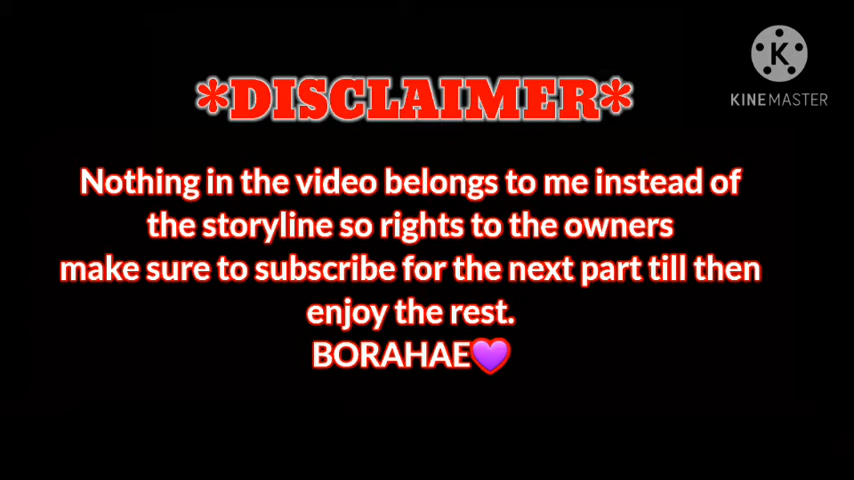 K
KINEMASTER
*DISCLAIMER*
Nothing in the video belongs to me instead of
the storyline so rights to the owners
make sure to subscribe for the next part till then
enjoy the rest.
BORAHAE💜